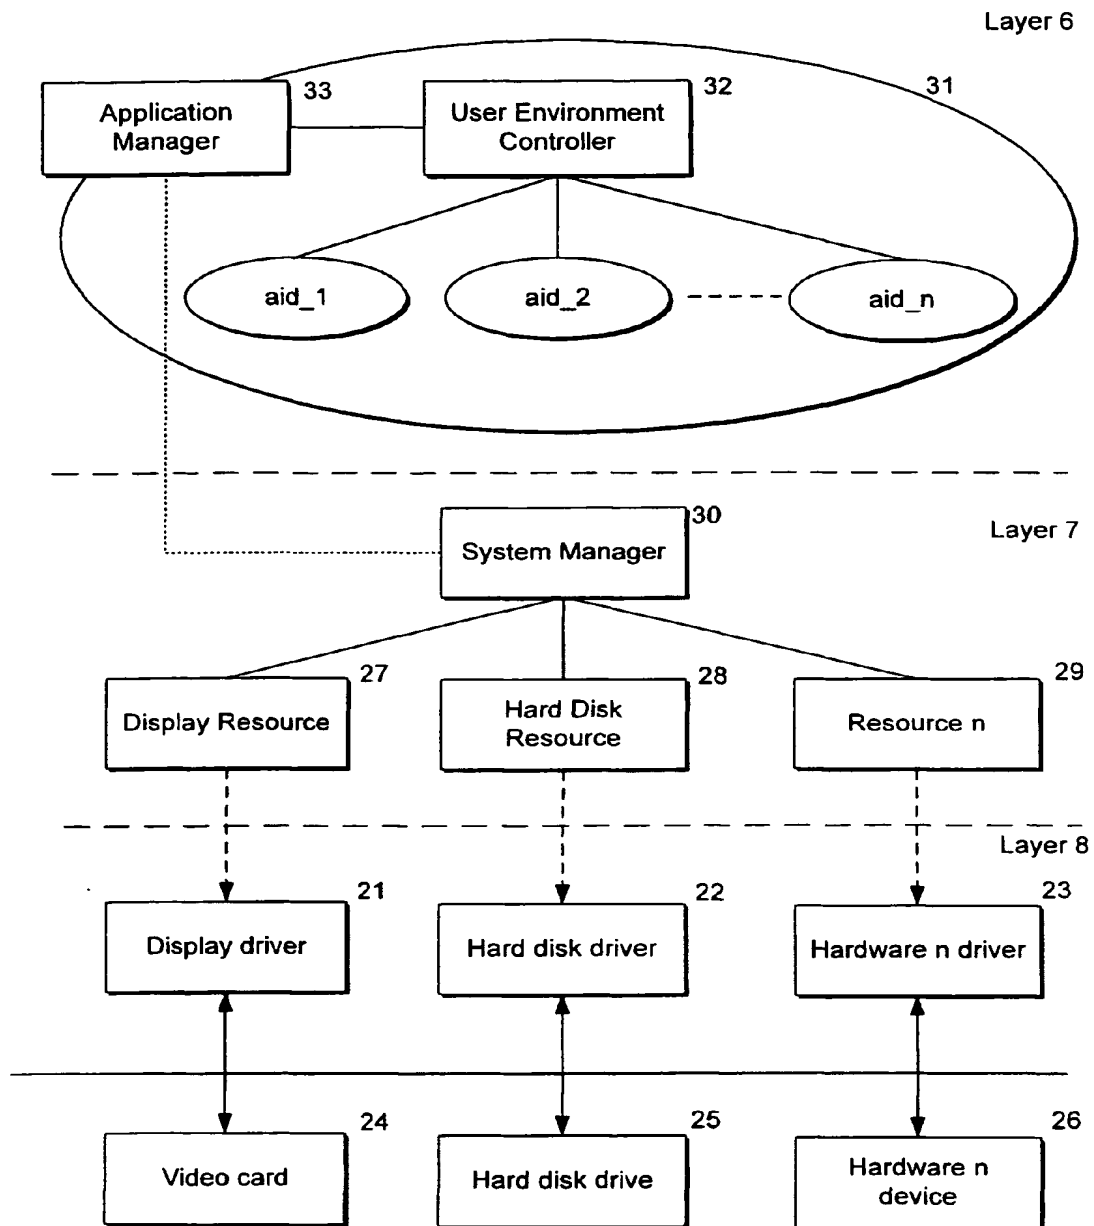 Layer 6
33
32
31
Application
Manager
User Environment
Controller
aid_1
aid_2
aid_n
30
Layer 7
System Manager
27
28
29
Display Resource
Hard Disk
Resource
Resource n
Layer 8
21
22
23
Display driver
Hard disk driver
Hardware n driver
24
25
26
Video card
Hard disk drive
Hardware n
device